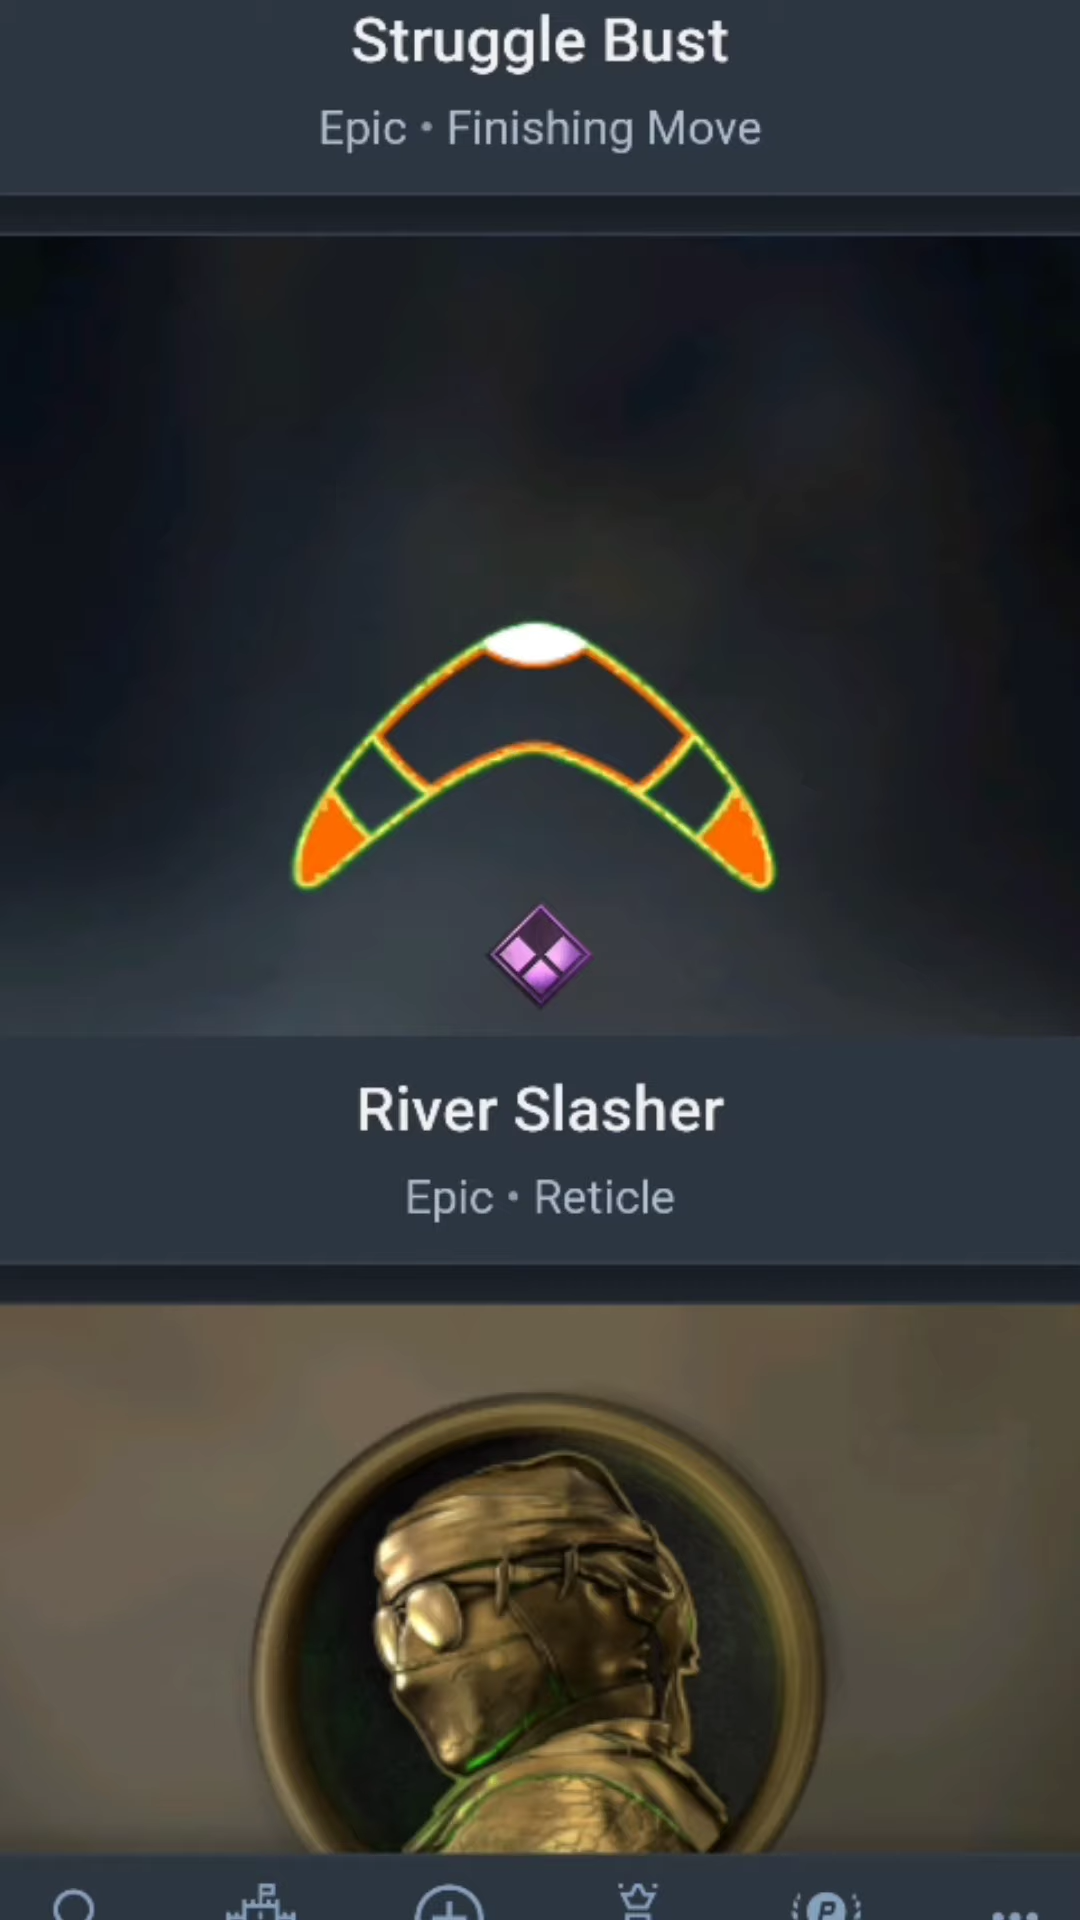 Struggle Bust
Epic • Finishing Move
River Slasher
Epic • Reticle